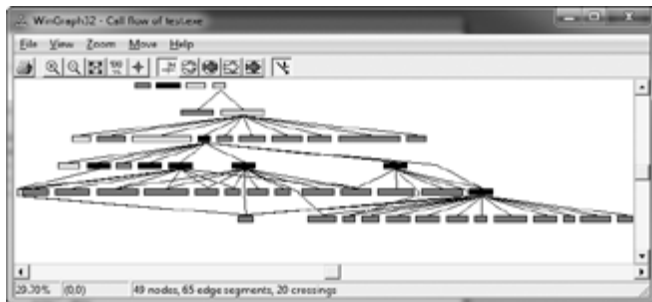 WinGraph32 - Call flow of test.exe
File View Zoom Move Help
29.70% (0,0) 49 nodes, 65 edge segments, 20 crossings